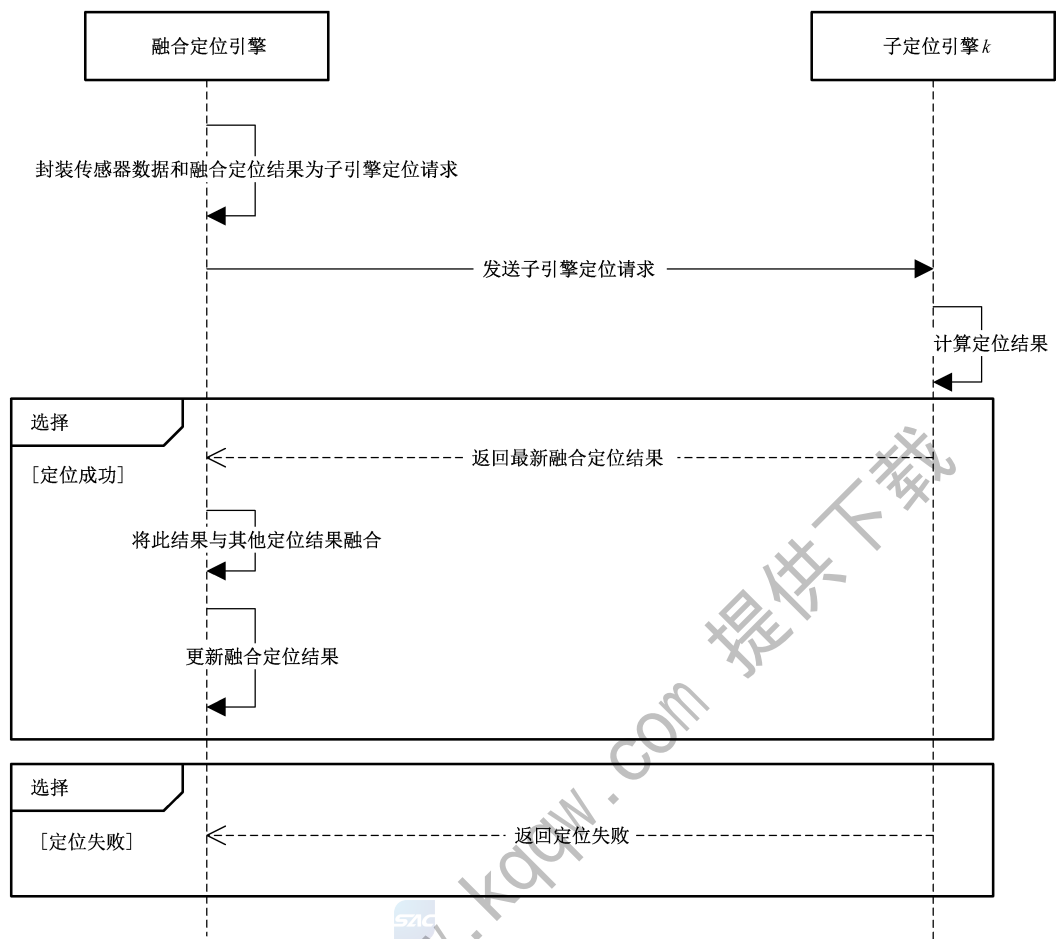 融合定位引擎
子定位引擎k
封装传感器数据和融合定位结果为子引擎定位请求
发送子引擎定位请求
计算定位结果
选择
[定位成功]
返回最新融合定位结果
将此结果与其他定位结果融合
更新融合定位结果
选择
[定位失败]
返回定位失败
w.kqqw.com 提供下载
SAC